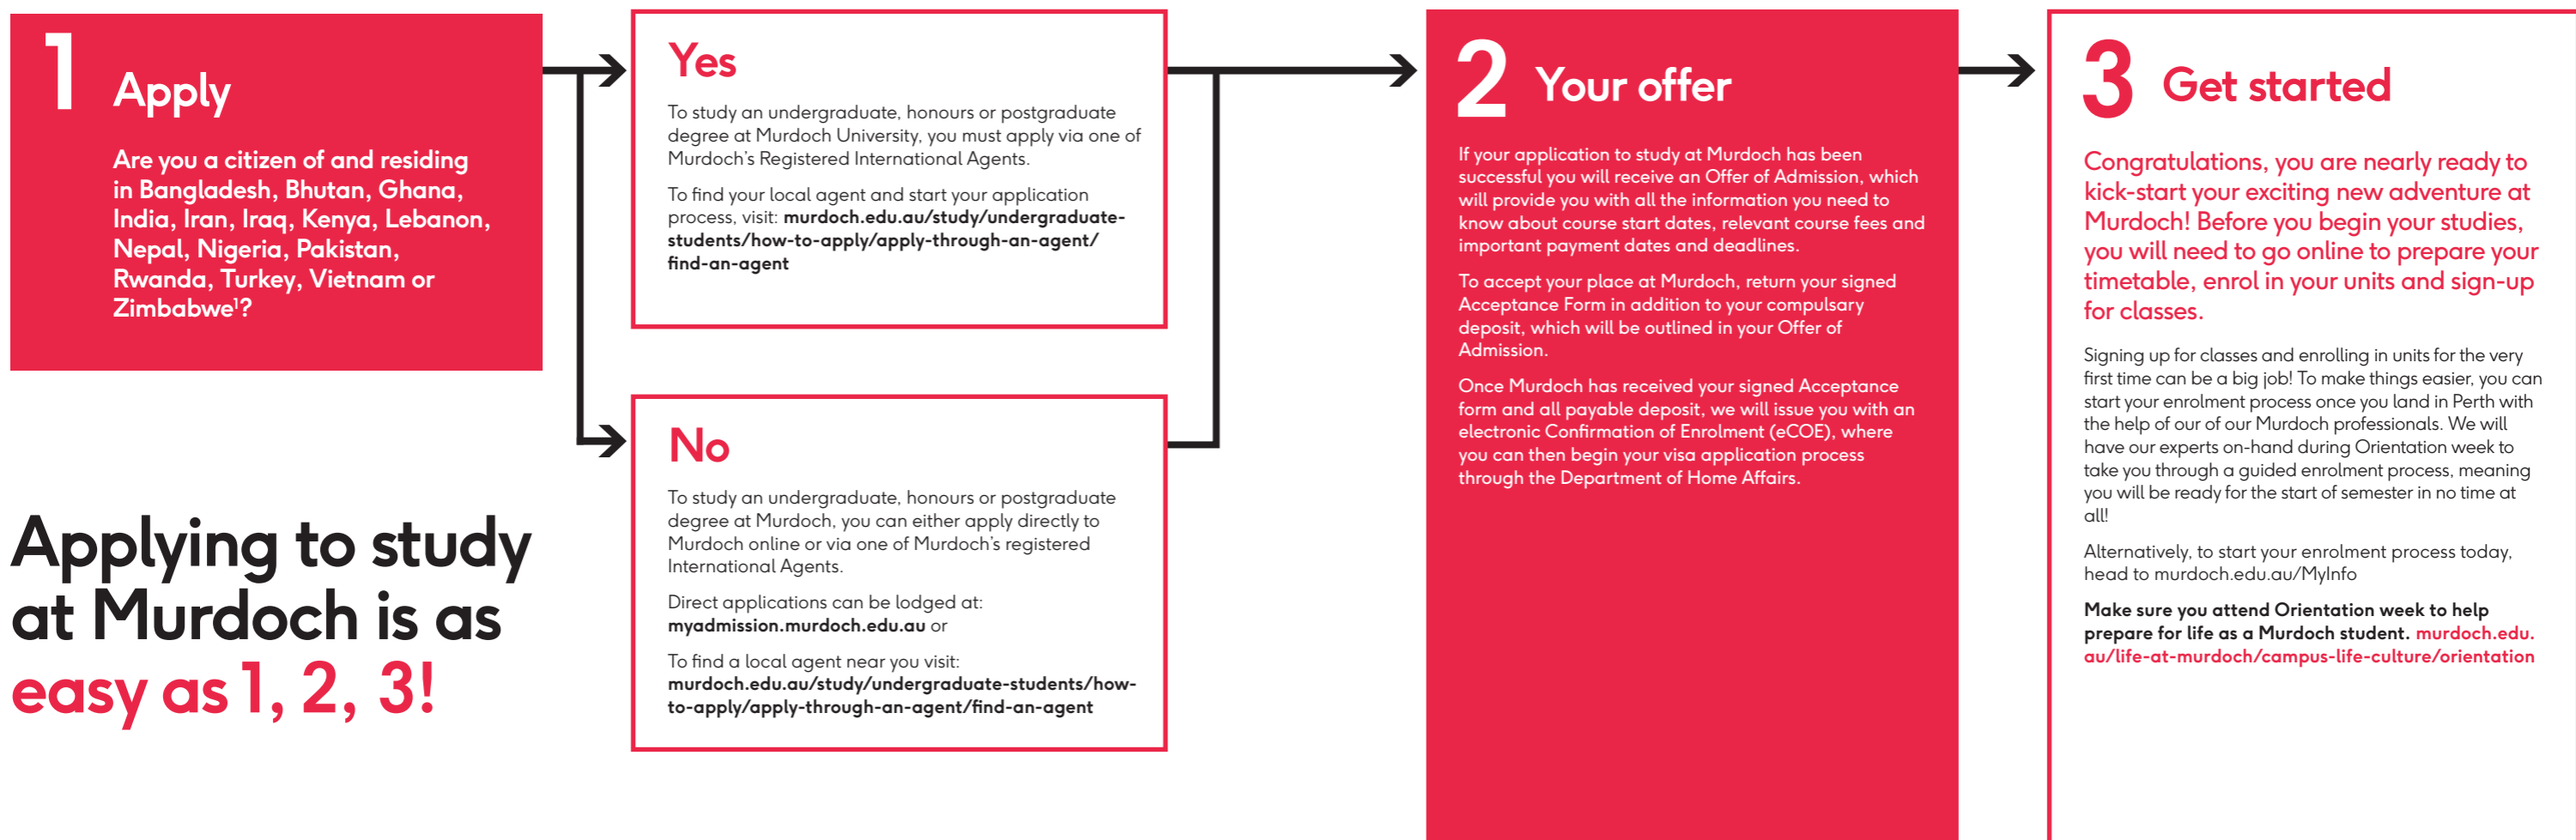 1 Apply
Are you a citizen of and residing
in Bangladesh, Bhutan, Ghana,
India, Iran, Iraq, Kenya, Lebanon,
Nepal, Nigeria, Pakistan,
Rwanda, Turkey, Vietnam or
Zimbabwe¹?
Applying to study
at Murdoch is as
easy as 1, 2, 3!
Yes
To study an undergraduate, honours or postgraduate
degree at Murdoch University, you must apply via one of
Murdoch's Registered International Agents.
To find your local agent and start your application
process, visit: murdoch.edu.au/study/undergraduate-
students/how-to-apply/apply-through-an-agent/
find-an-agent
No
To study an undergraduate, honours or postgraduate
degree at Murdoch, you can either apply directly to
Murdoch online or via one of Murdoch's registered
International Agents.
Direct applications can be lodged at:
myadmission.murdoch.edu.au or
To find a local agent near you visit:
murdoch.edu.au/study/undergraduate-students/how-
to-apply/apply-through-an-agent/find-an-agent
2 Your offer
If your application to study at Murdoch has been
successful you will receive an Offer of Admission, which
will provide you with all the information you need to
know about course start dates, relevant course fees and
important payment dates and deadlines.
To accept your place at Murdoch, return your signed
Acceptance Form in addition to your compulsary
deposit, which will be outlined in your Offer of
Admission.
Once Murdoch has received your signed Acceptance
form and all payable deposit, we will issue you with an
electronic Confirmation of Enrolment (eCOE), where
you can then begin your visa application process
through the Department of Home Affairs.
3 Get started
Congratulations, you are nearly ready to
kick-start your exciting new adventure at
Murdoch! Before you begin your studies,
you will need to go online to prepare your
timetable, enrol in your units and sign-up
for classes.
Signing up for classes and enrolling in units for the very
first time can be a big job! To make things easier, you can
start your enrolment process once you land in Perth with
the help of our of our Murdoch professionals. We will
have our experts on-hand during Orientation week to
take you through a guided enrolment process, meaning
you will be ready for the start of semester in no time at
all!
Alternatively, to start your enrolment process today,
head to murdoch.edu.au/MyInfo
Make sure you attend Orientation week to help
prepare for life as a Murdoch student. murdoch.edu.
au/life-at-murdoch/campus-life-culture/orientation